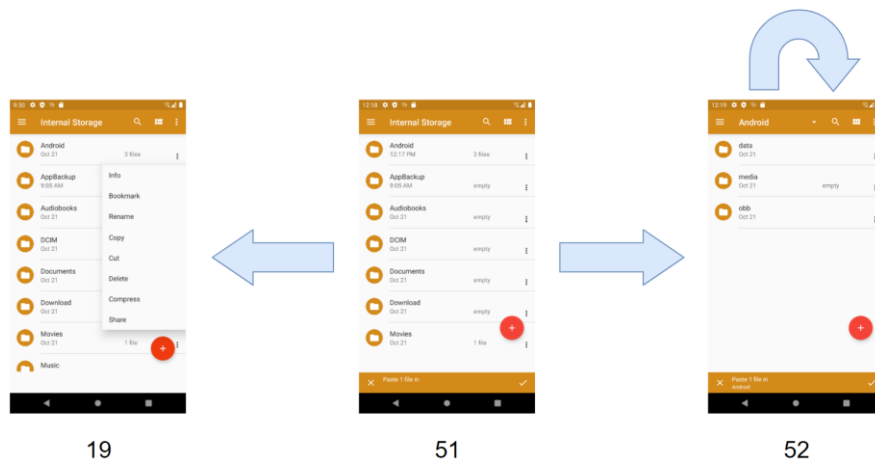 9:30
Internal Storage
Android
Oct 21
3 files
AppBackup
9:05 AM
Audiobooks
Oct 21
DCIM
Oct 21
Documents
Oct 21
Download
Oct 21
Movies
Oct 21
1 file
Music
Info
Bookmark
Rename
Copy
Cut
Delete
Compress
Share
19
12:18
Internal Storage
Android
12:17 PM
3 files
AppBackup
9:05 AM
empty
Audiobooks
Oct 21
empty
DCIM
Oct 21
empty
Documents
Oct 21
empty
Download
Oct 21
empty
Movies
Oct 21
1 file
Paste 1 file in
51
12:19
Android
data
Oct 21
media
Oct 21
empty
obb
Oct 21
Paste 1 file in
Android
52